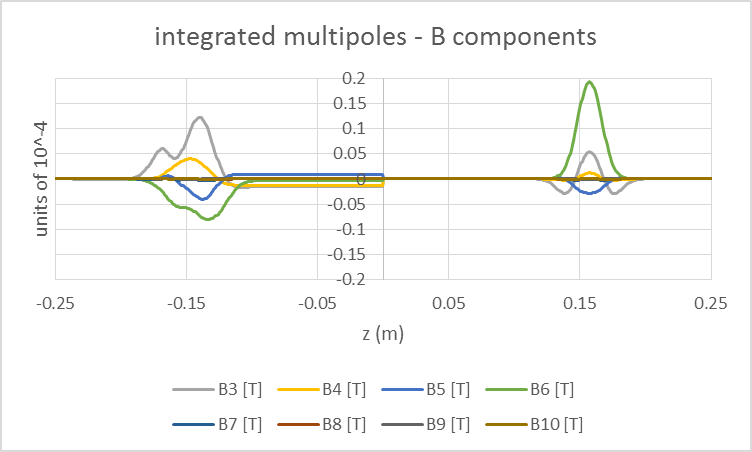 integrated multipoles - B components
units of 10^-4
0.2
0.15
0.1
0.05
0
-0.05
-0.1
-0.15
-0.2
-0.25 -0.15 -0.05 0.05 0.15 0.25
z (m)
B3 [T] B4 [T] B5 [T] B6 [T]
B7 [T] B8 [T] B9 [T] B10 [T]